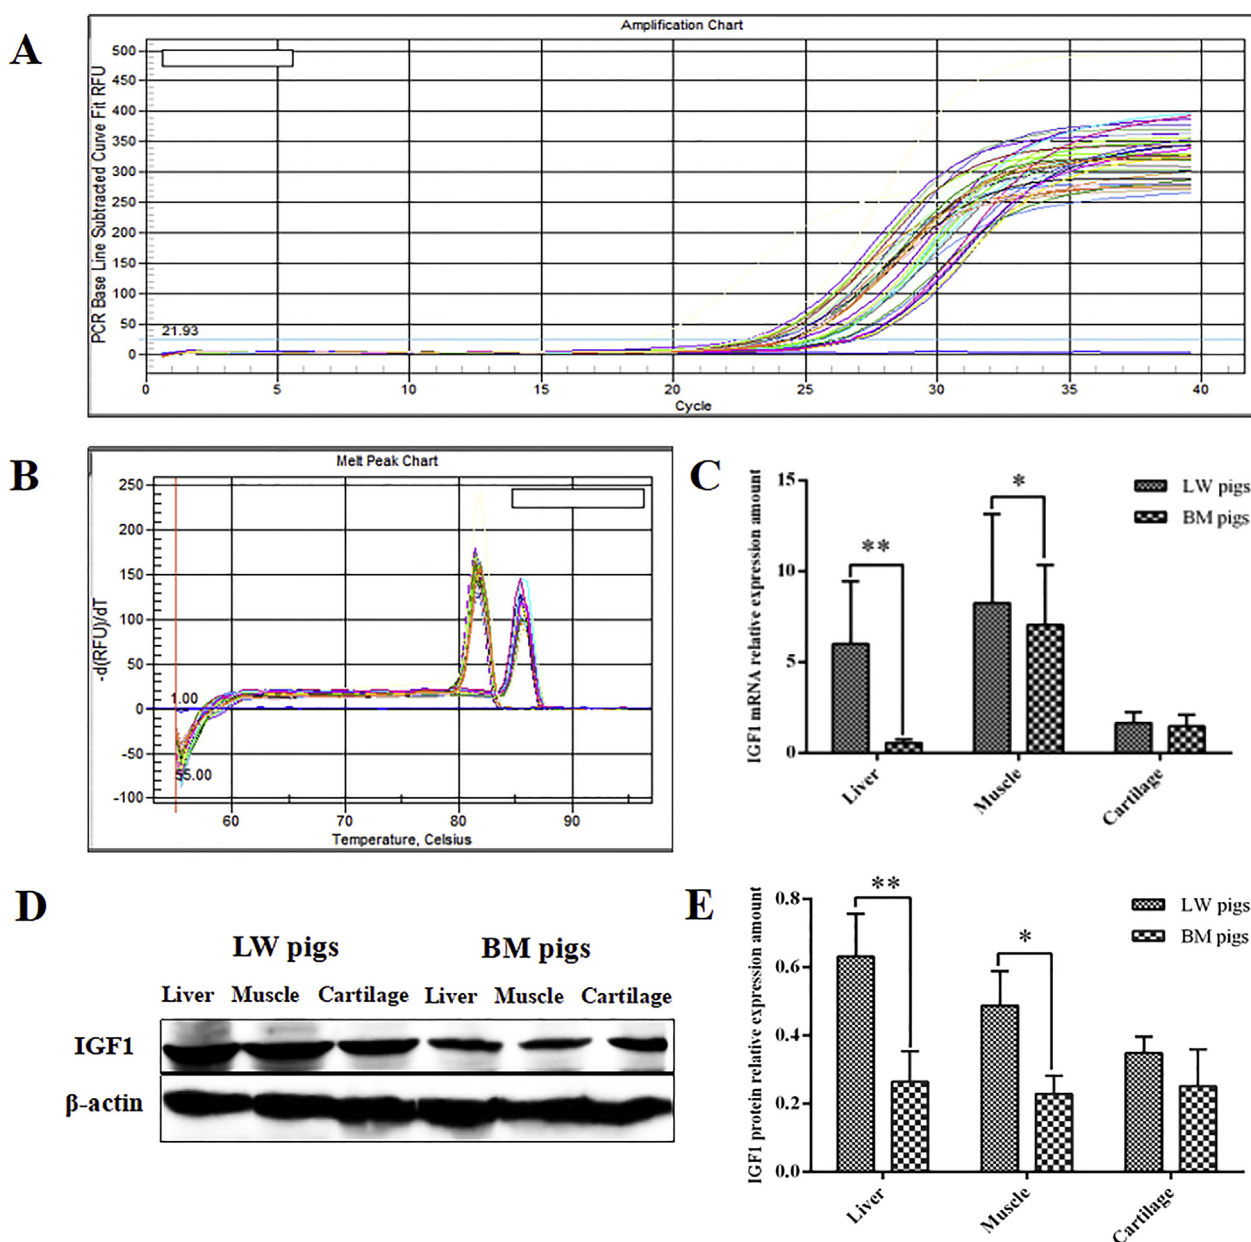 A
Amplification Chart
PCR Base Line Subtracted Curve Fit RFU
500
450
400
350
300
250
200
150
100
50
0
21.93
0 5 10 15 20 25 30 35 40
Cycle
B
Melt Peak Chart
-d(RFU)/dT
250
200
150
100
50
0
-50
-100
1.00
55.00
60 70 80 90
Temperature, Celsius
C
IGF1 mRNA relative expression amount
15
10
5
0
** *
LW pigs
BM pigs
Liver Muscle Cartilage
D
LW pigs BM pigs
Liver Muscle Cartilage Liver Muscle Cartilage
IGF1
β-actin
E
IGF1 protein relative expression amount
0.8
0.6
0.4
0.2
0.0
** *
LW pigs
BM pigs
Liver Muscle Cartilage